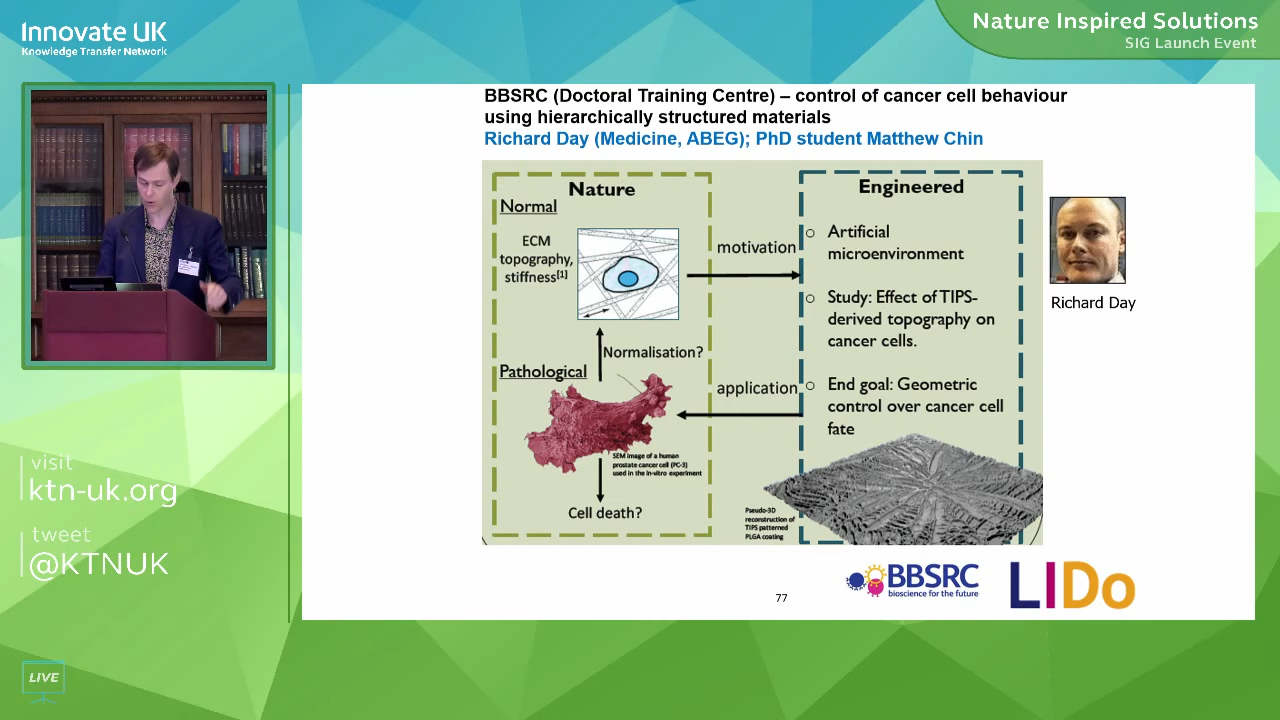 Innovate UK
Knowledge Transfer Network
Nature Inspired Solutions
SIG Launch Event
BBSRC (Doctoral Training Centre) – control of cancer cell behaviour
using hierarchically structured materials
Richard Day (Medicine, ABEG); PhD student Matthew Chin
Nature
Normal
ECM
topography,
stiffness[1]
Normalisation?
Pathological
SEM image of a human
prostate cancer cell (PC-3)
used in the in-vitro experiment
Cell death?
motivation
application
Engineered
Artificial
microenvironment
Study: Effect of TIPS-
derived topography on
cancer cells.
End goal: Geometric
control over cancer cell
fate
Pseudo-3D
reconstruction of
TIPS patterned
PLGA coating
Richard Day
BBSRC
bioscience for the future
LIDo
77
visit
ktn-uk.org
tweet
@KTNUK
LIVE